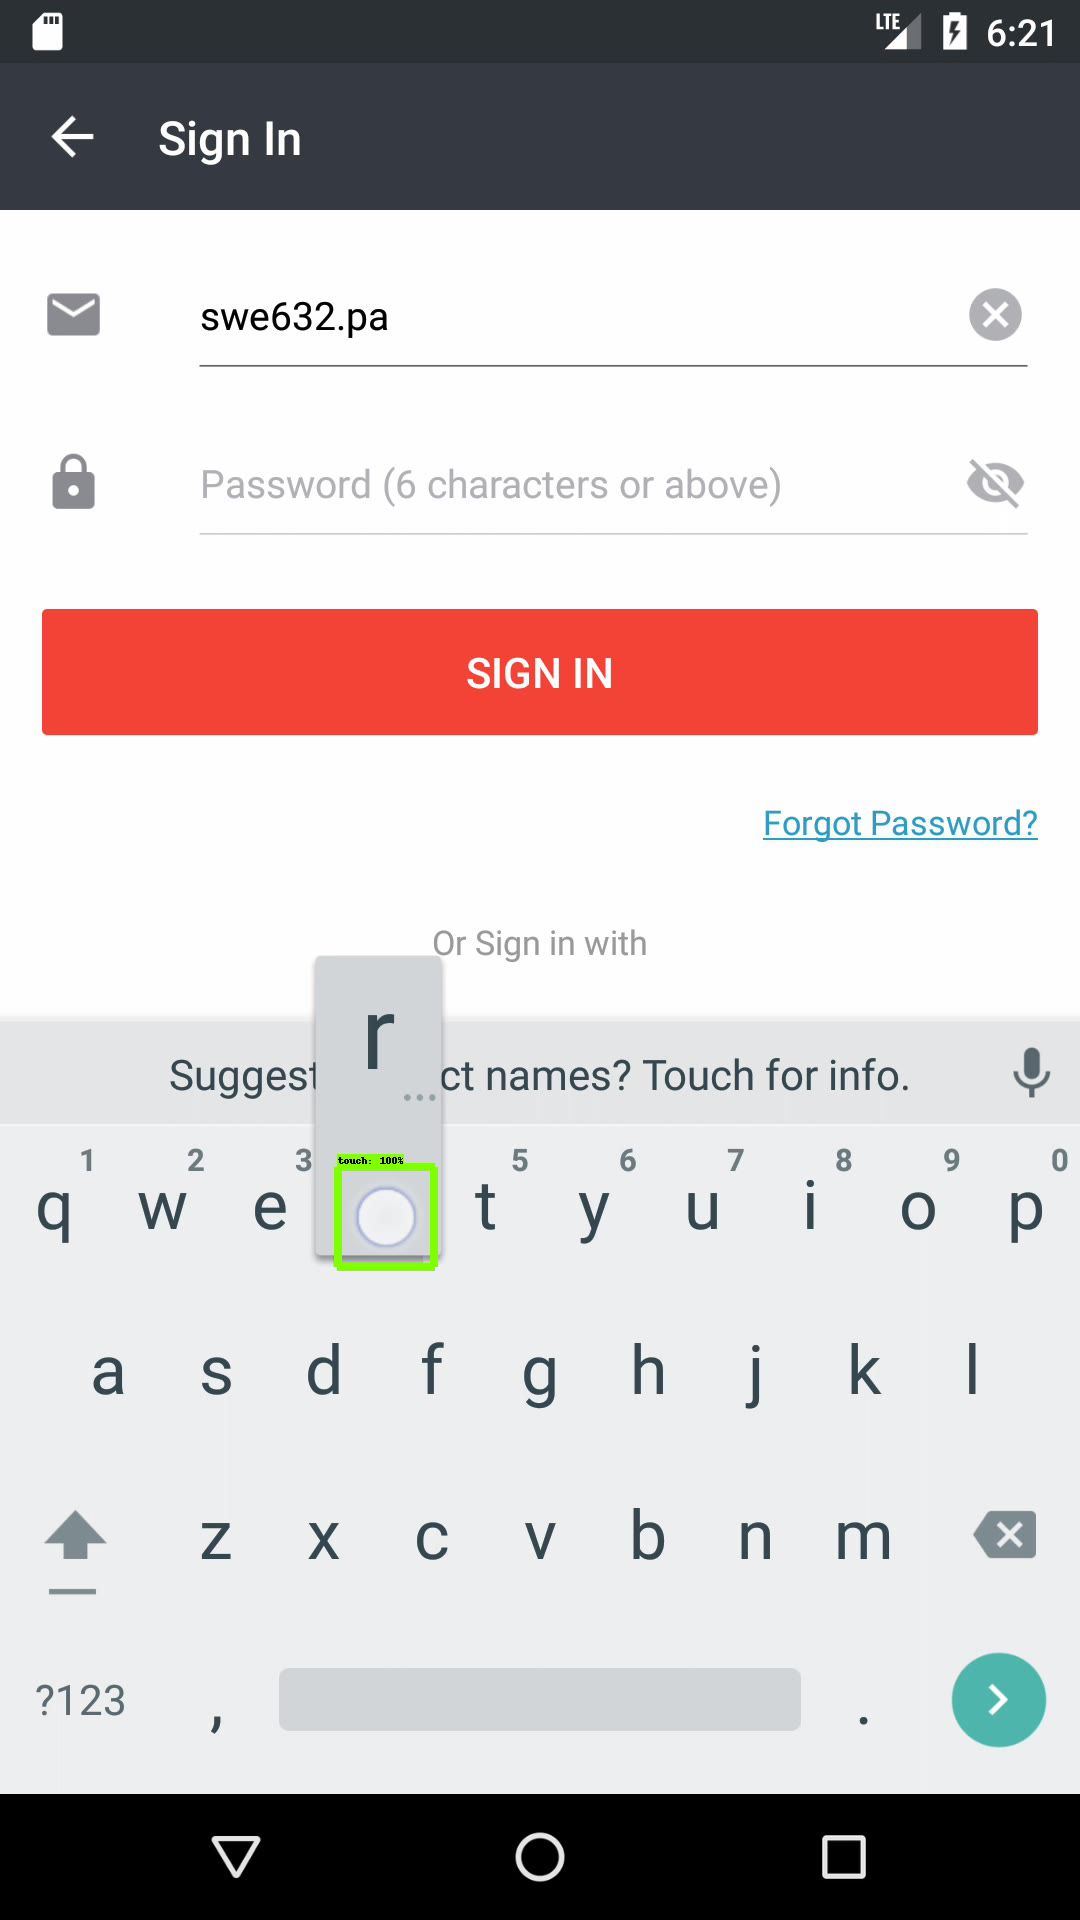 LTE 6:21
Sign In
swe632.pa
Password (6 characters or above)
SIGN IN
Forgot Password?
Or Sign in with
r
...
Suggest ct names? Touch for info.
touch: 100%
1 2 3 5 6 7 8 9 0
q w e t y u i o p
a s d f g h j k l
z x c v b n m
?123 , .